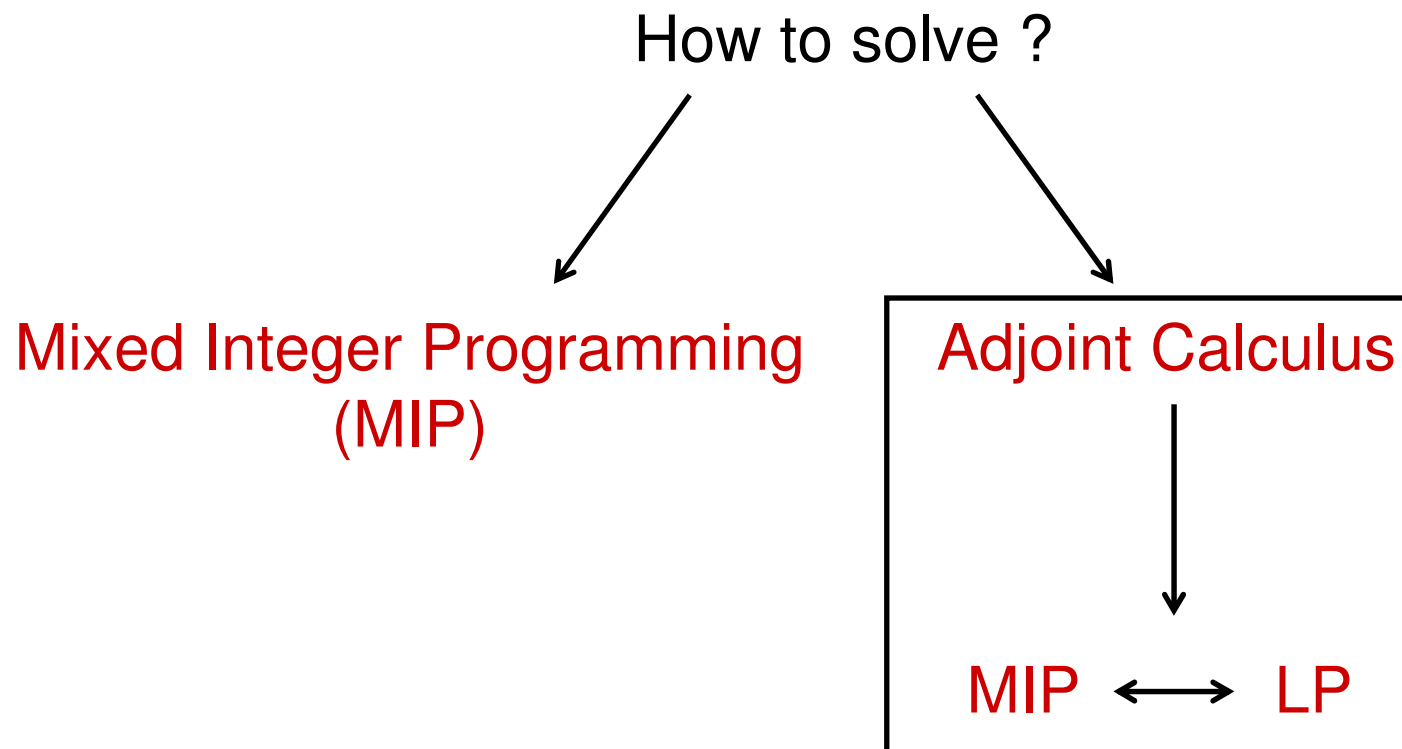 How to solve ?
Mixed Integer Programming
(MIP)
Adjoint Calculus
MIP
LP